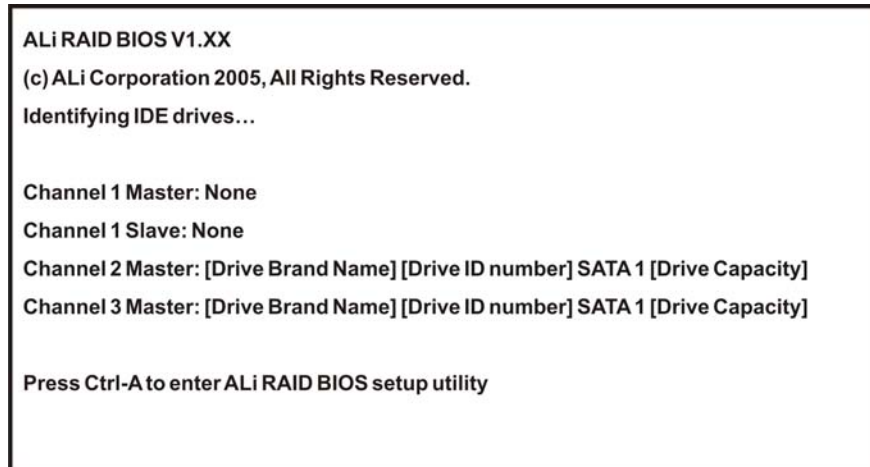 ALi RAID BIOS V1.XX
(c) ALi Corporation 2005, All Rights Reserved.
Identifying IDE drives…
Channel 1 Master: None
Channel 1 Slave: None
Channel 2 Master: [Drive Brand Name] [Drive ID number] SATA 1 [Drive Capacity]
Channel 3 Master: [Drive Brand Name] [Drive ID number] SATA 1 [Drive Capacity]
Press Ctrl-A to enter ALi RAID BIOS setup utility